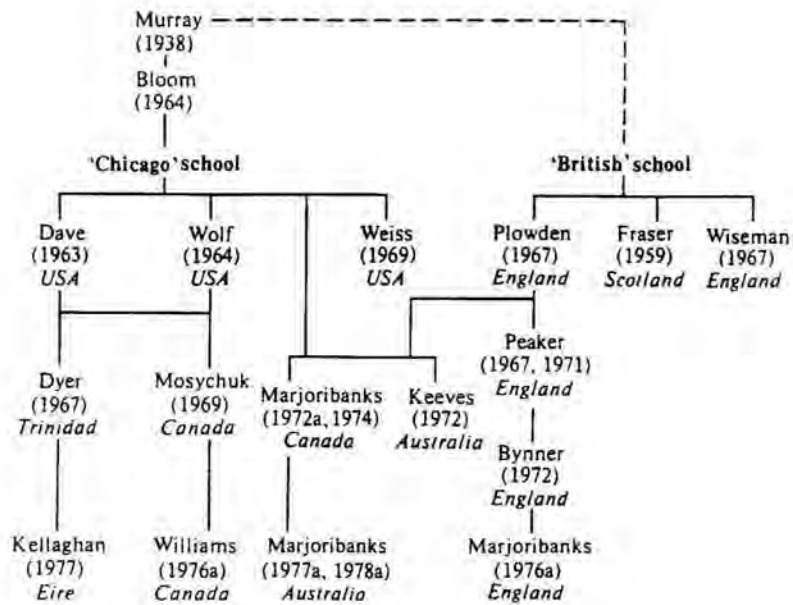 Murray
(1938)
Bloom
(1964)
'Chicago' school
'British' school
Dave
(1963)
USA
Wolf
(1964)
USA
Weiss
(1969)
USA
Plowden
(1967)
England
Fraser
(1959)
Scotland
Wiseman
(1967)
England
Peaker
(1967, 1971)
England
Dyer
(1967)
Trinidad
Mosychuk
(1969)
Canada
Marjoribanks
(1972a, 1974)
Canada
Keeves
(1972)
Australia
Bynner
(1972)
England
Kellaghan
(1977)
Eire
Williams
(1976a)
Canada
Marjoribanks
(1977a, 1978a)
Australia
Marjoribanks
(1976a)
England